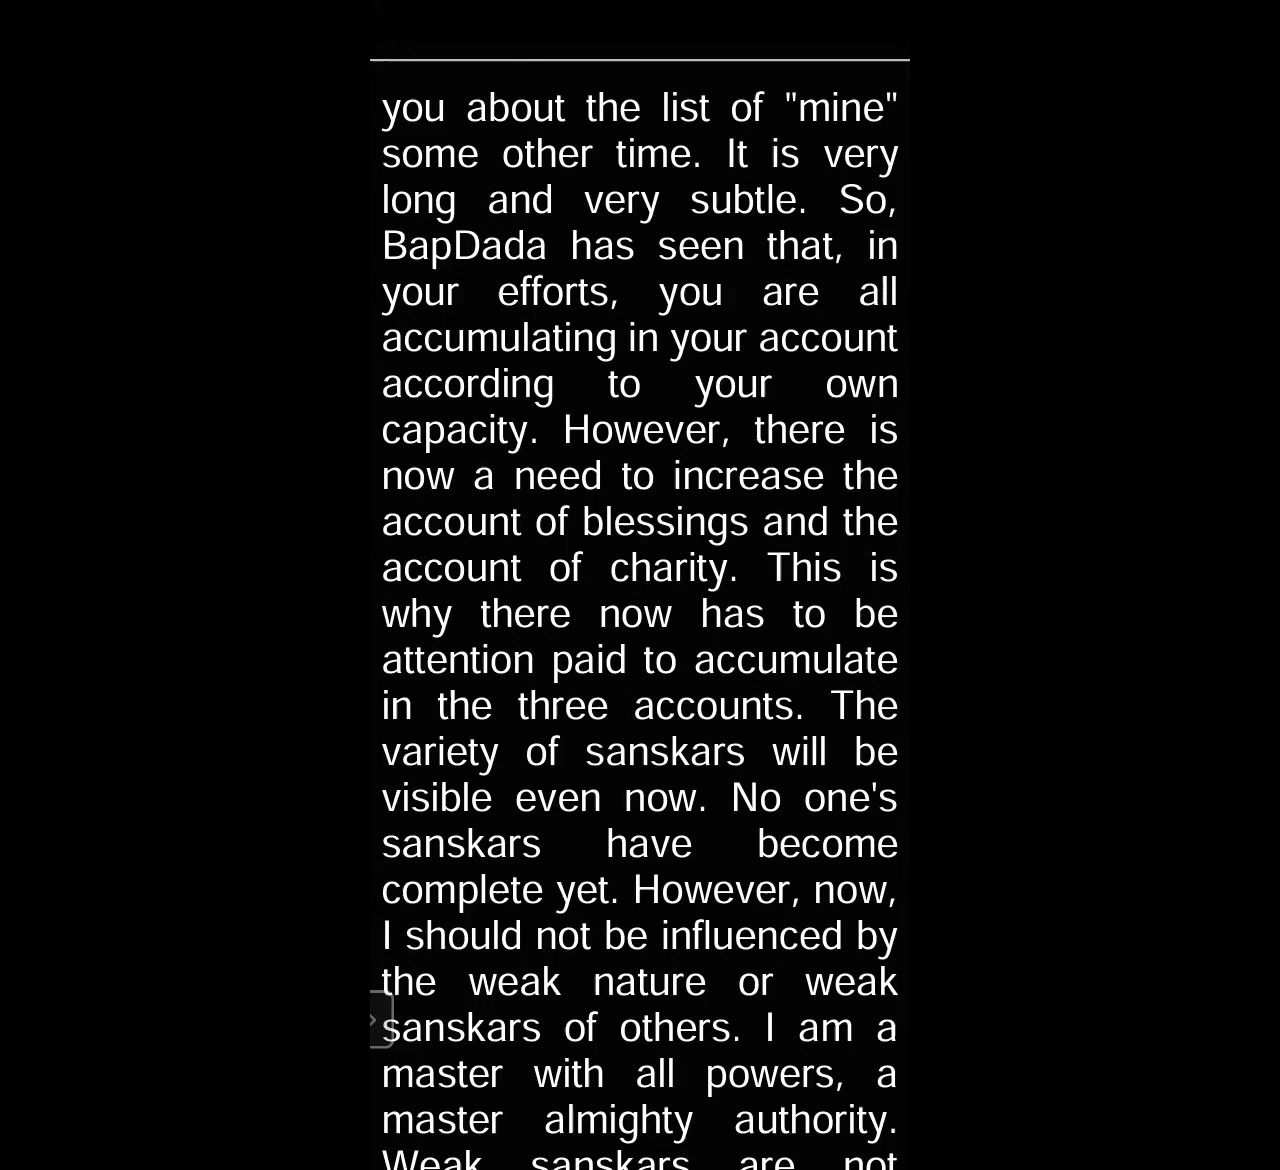 you about the list of "mine"
some other time. It is very
long and very subtle. So,
BapDada has seen that, in
your efforts, you are all
accumulating in your account
according to your own
capacity. However, there is
now a need to increase the
account of blessings and the
account of charity. This is
why there now has to be
attention paid to accumulate
in the three accounts. The
variety of sanskars will be
visible even now. No one's
sanskars have become
complete yet. However, now,
I should not be influenced by
the weak nature or weak
sanskars of others. I am a
master with all powers, a
master almighty authority.
Weak sanskars are not